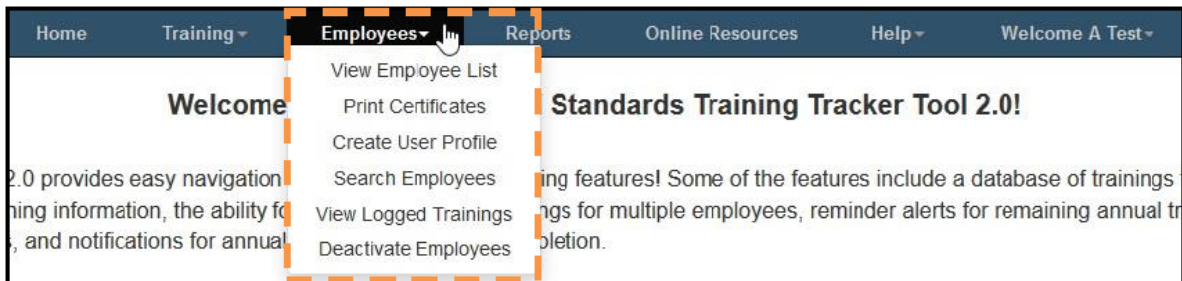 Home Training Employees Reports Online Resources Help Welcome A Test
View Employee List
Welcome Print Certificates Standards Training Tracker Tool 2.0!
Create User Profile
2.0 provides easy navigation Search Employees ing features! Some of the features include a database of trainings
ning information, the ability fo View Logged Trainings ngs for multiple employees, reminder alerts for remaining annual tr
, and notifications for annual Deactivate Employees pletion.